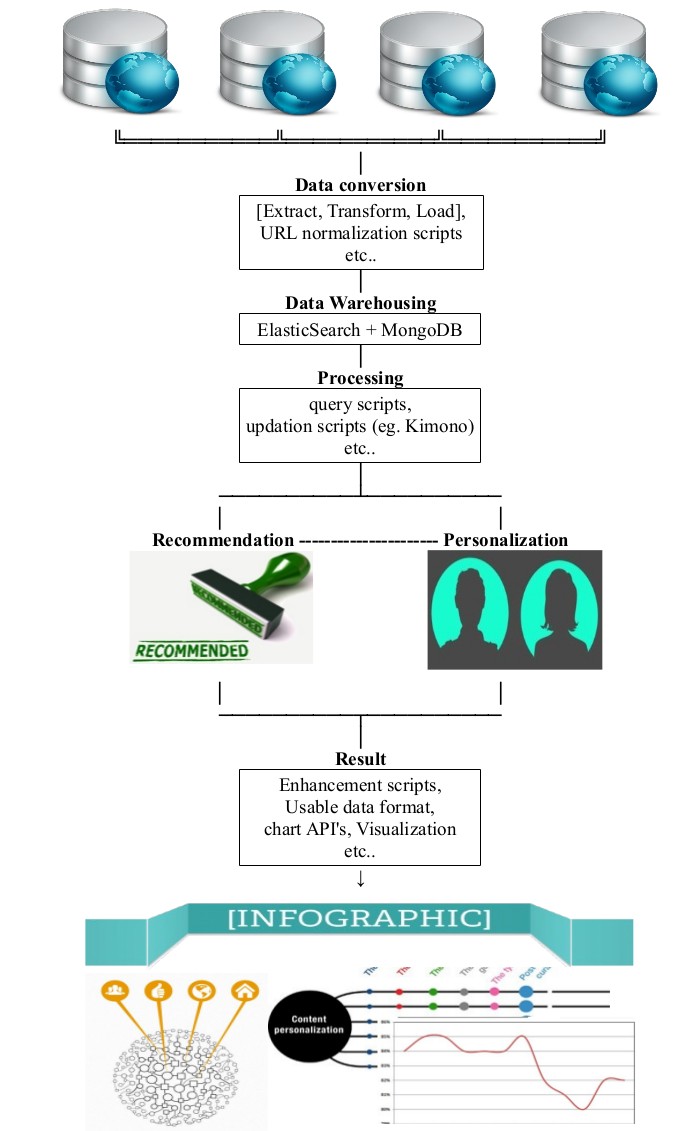 Data conversion
[Extract, Transform, Load],
URL normalization scripts
etc..
Data Warehousing
ElasticSearch + MongoDB
Processing
query scripts,
updation scripts (eg. Kimono)
etc..
Recommendation ---------------------- Personalization
RECOMMENDED
RECOMMENDED
Result
Enhancement scripts,
Usable data format,
chart API's, Visualization
etc..
↓
[INFOGRAPHIC]
Content
personalization